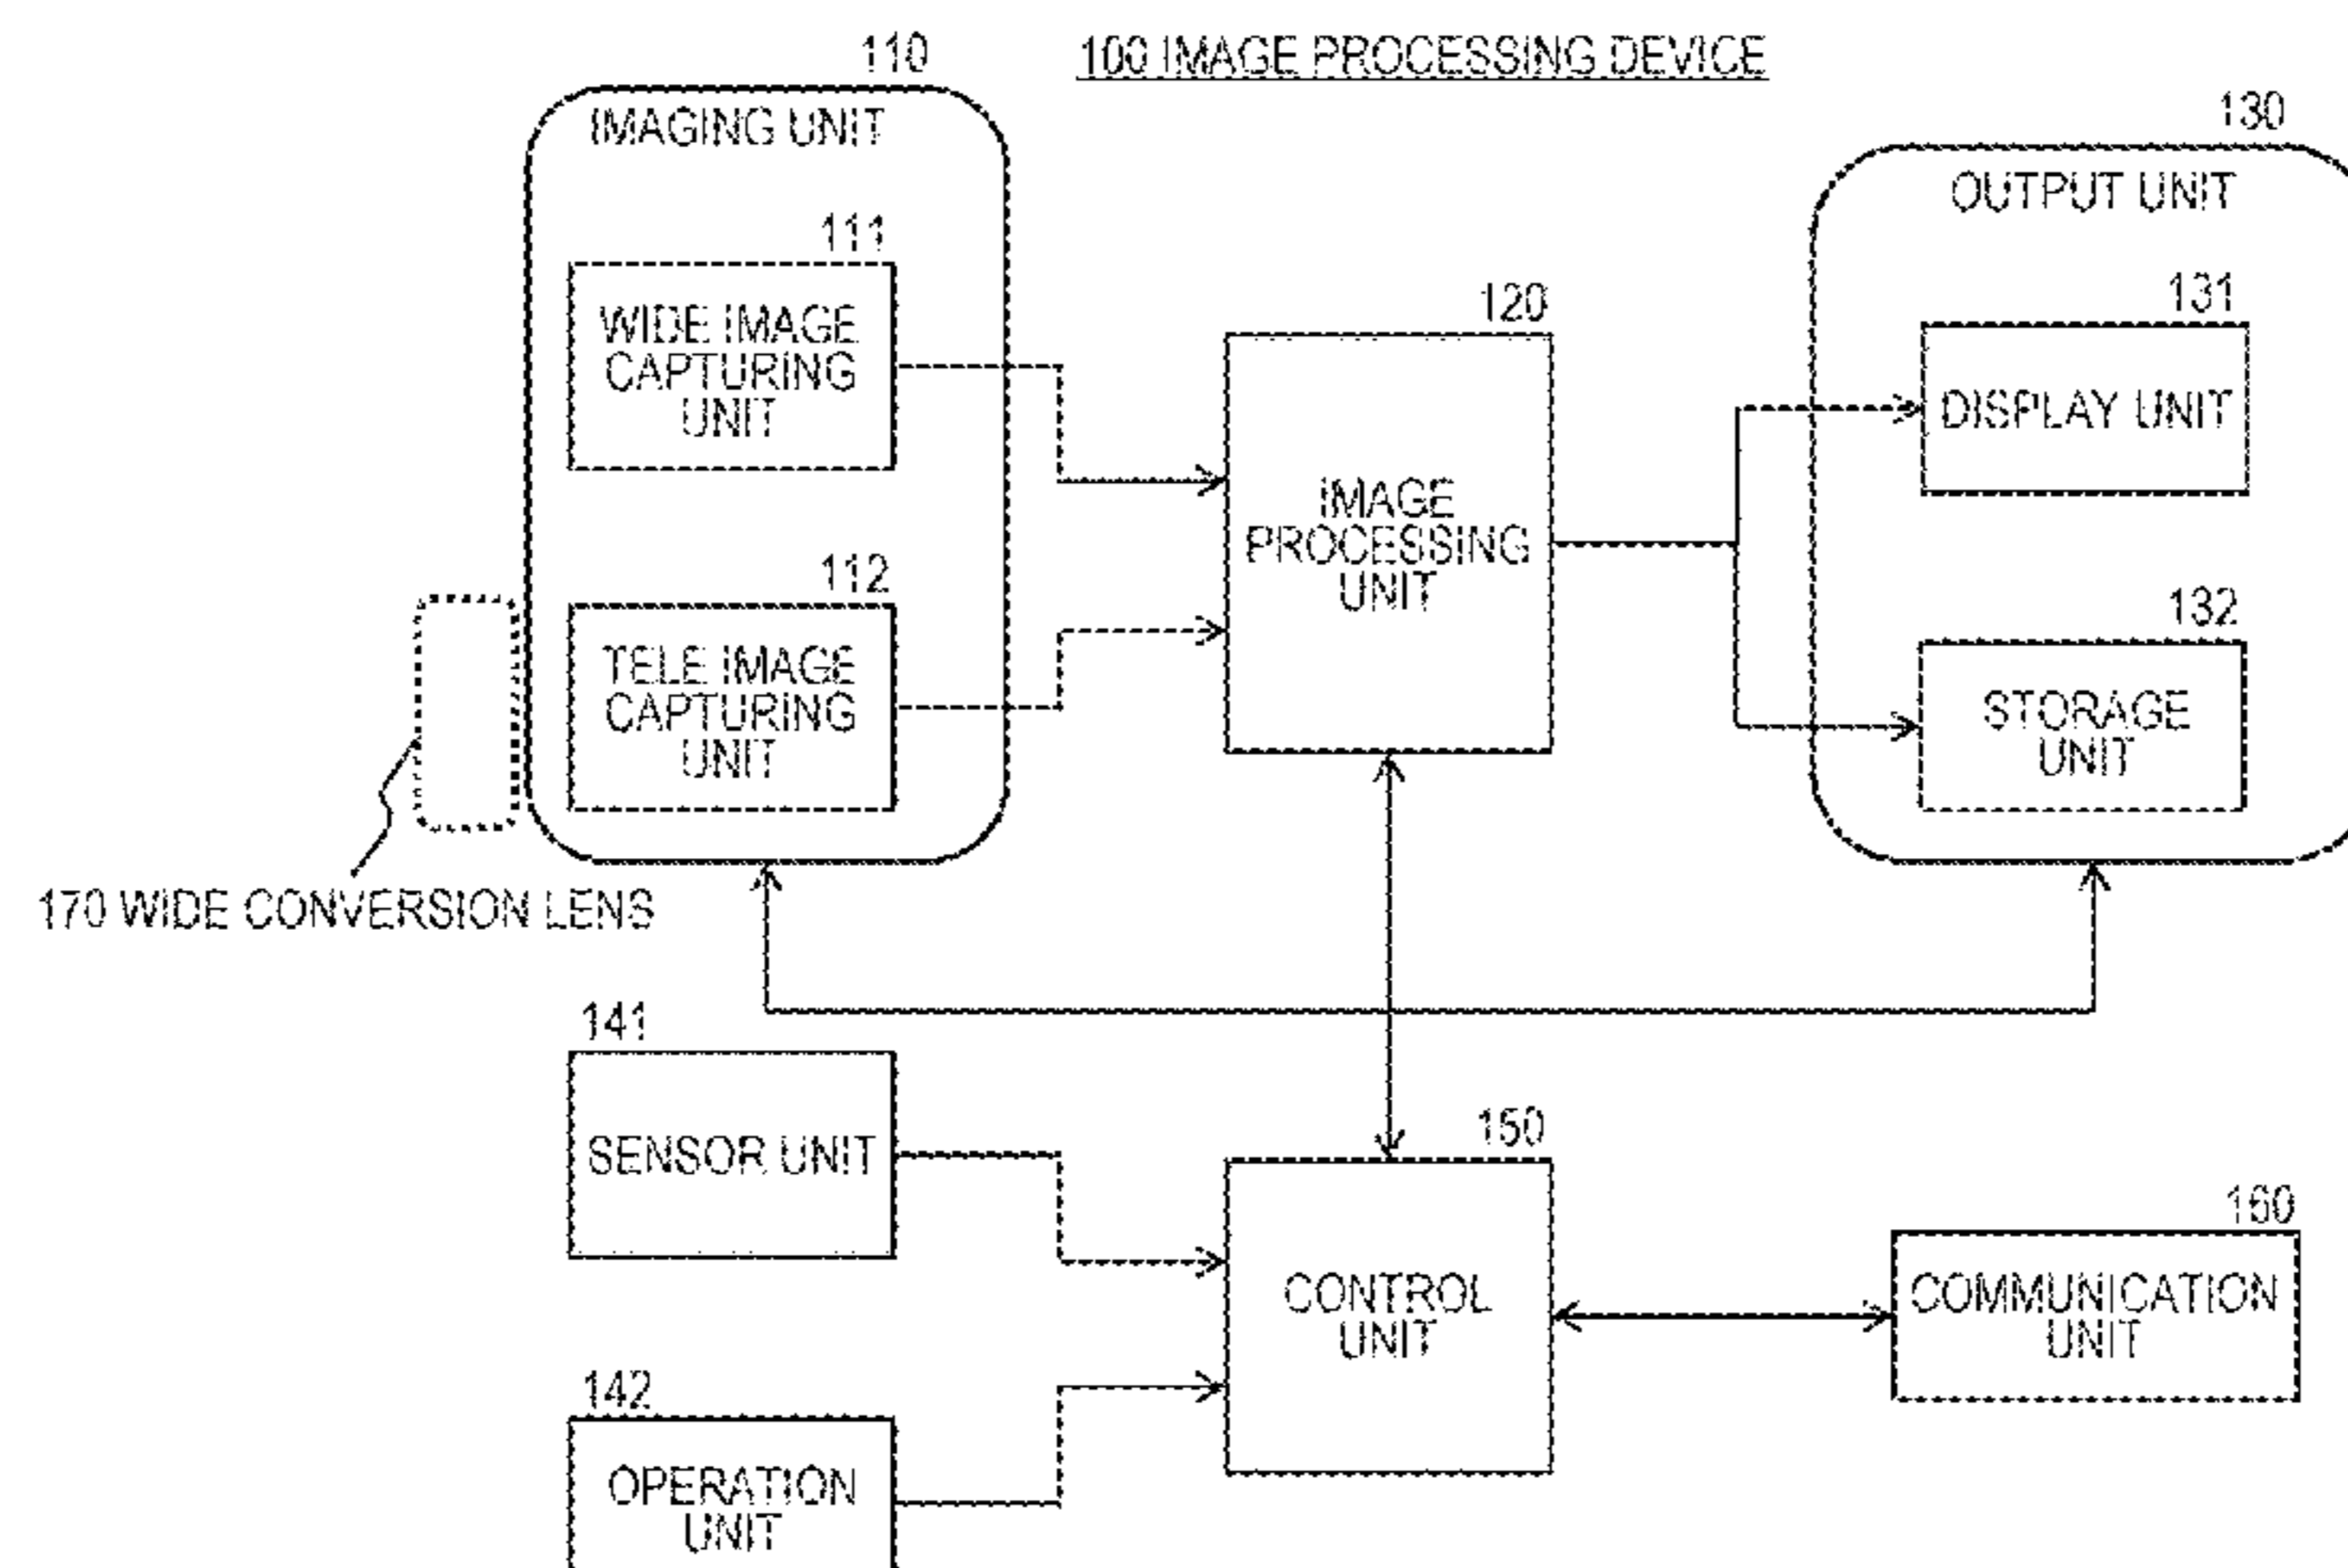 100 IMAGE PROCESSING DEVICE
110
IMAGING UNIT
111
WIDE IMAGE
CAPTURING
UNIT
112
TELE IMAGE
CAPTURING
UNIT
170 WIDE CONVERSION LENS
120
IMAGE
PROCESSING
UNIT
130
OUTPUT UNIT
131
DISPLAY UNIT
132
STORAGE
UNIT
141
SENSOR UNIT
142
OPERATION
UNIT
150
CONTROL
UNIT
160
COMMUNICATION
UNIT